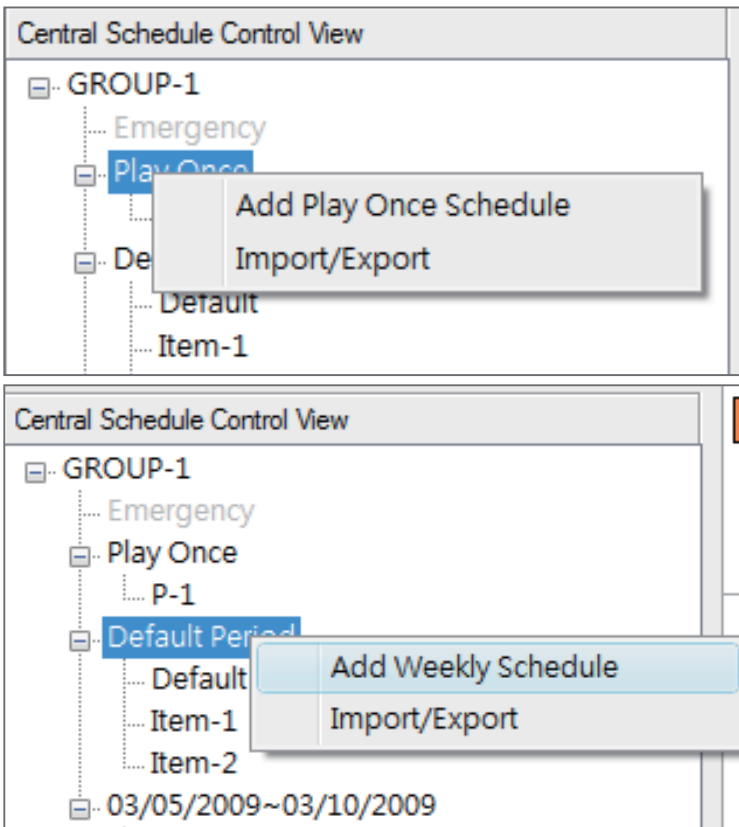 Central Schedule Control View
GROUP-1
Emergency
Play Once
Add Play Once Schedule
De
Import/Export
Default
Item-1
Central Schedule Control View
GROUP-1
Emergency
Play Once
P-1
Default Period
Add Weekly Schedule
Default
Item-1
Import/Export
Item-2
03/05/2009~03/10/2009